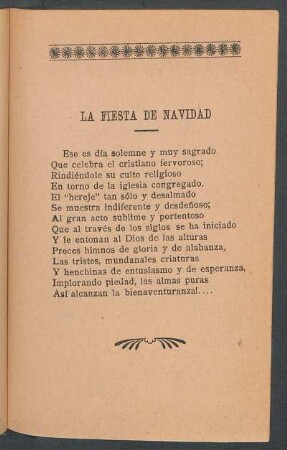 LA FIESTA DE NAVIDAD
Ese es día solemne y muy sagrado
Que celebra el cristiano fervoroso;
Rindiéndole su culto religioso
En torno de la iglesia congregado.
El "hereje" tan sólo y desalmado
Se muestra indiferente y desdeñoso;
Al gran acto sublime y portentoso
Que al través de los siglos se ha iniciado
Y le entonan al Dios de las alturas
Preces himnos de gloria y de alabanza,
Las tristes, mundanales criaturas
Y henchinas de entusiasmo y de esperanza,
Implorando piedad, las almas puras
Así alcanzan la bienaventuranza!....